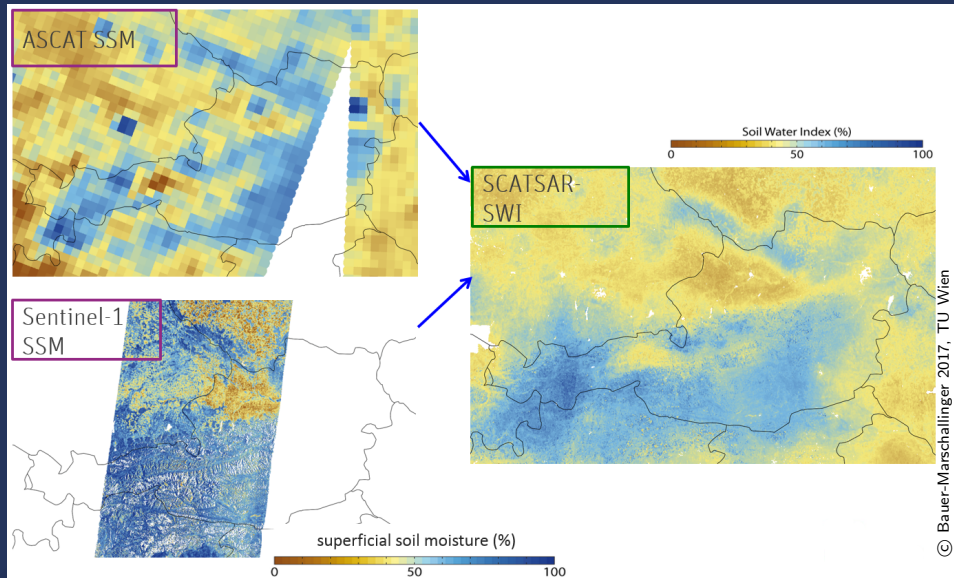 ASCAT SSM
Soil Water Index (%)
0
50
100
SCATSAR-
SWI
Sentinel-1
SSM
superficial soil moisture (%)
0
50
100
© Bauer-Marschallinger 2017, TU Wien